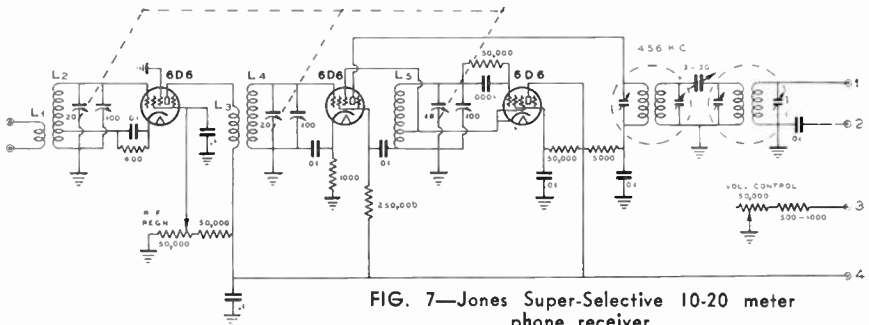 L1
L2
6D6
20
100
.01
600
.1
R F REGN
50,000
50,000
.1
L3
L4
20
100
6D6
.01
1000
.01
250,000
L5
50,000
.0001
100
6D6
50,000
5000
.01
.01
456 KC
3-30
.01
1
2
VOL. CONTROL
50,000
500-1000
3
4
FIG. 7—Jones Super-Selective 10-20 meter
phone receiver